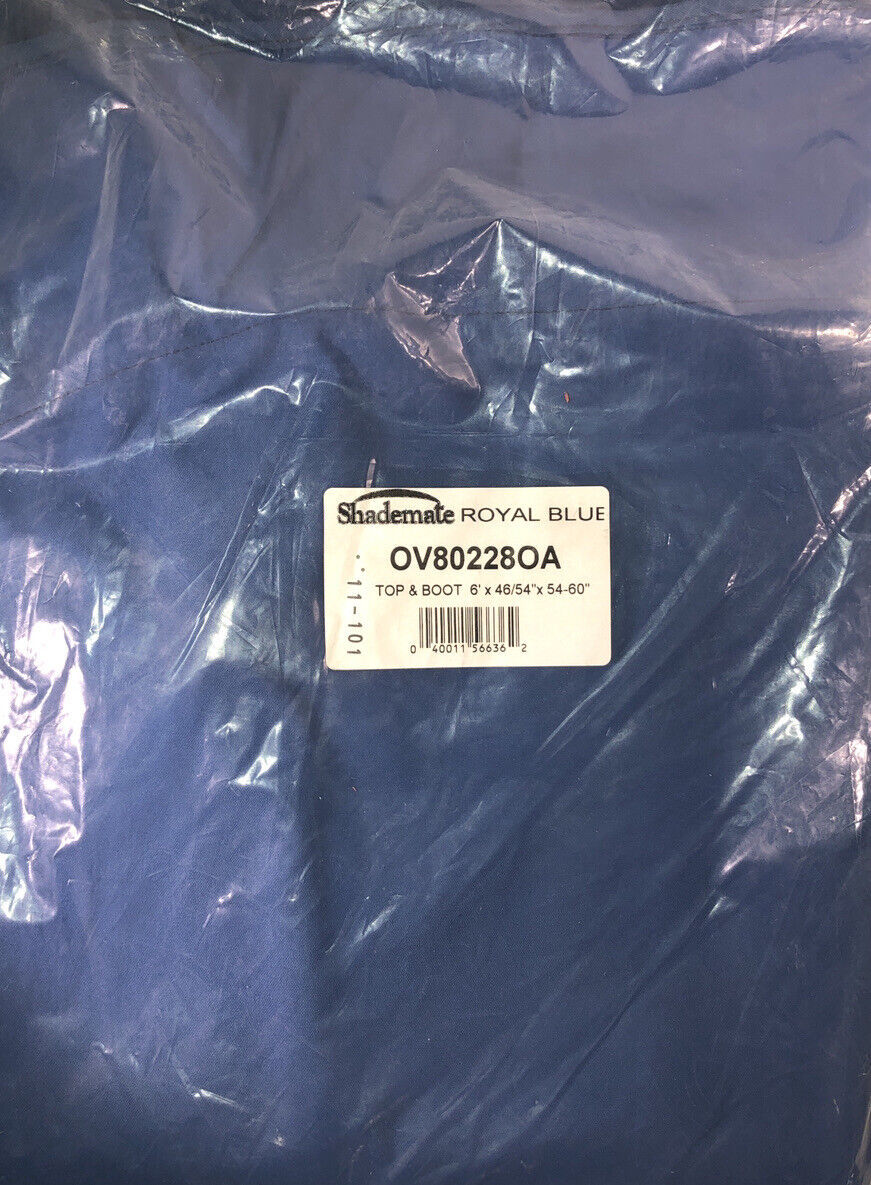 Shademate ROYAL BLUE
OV80228OA
TOP & BOOT 6' x 46/54"x 54-60"
0 40011 56636 2
11-101